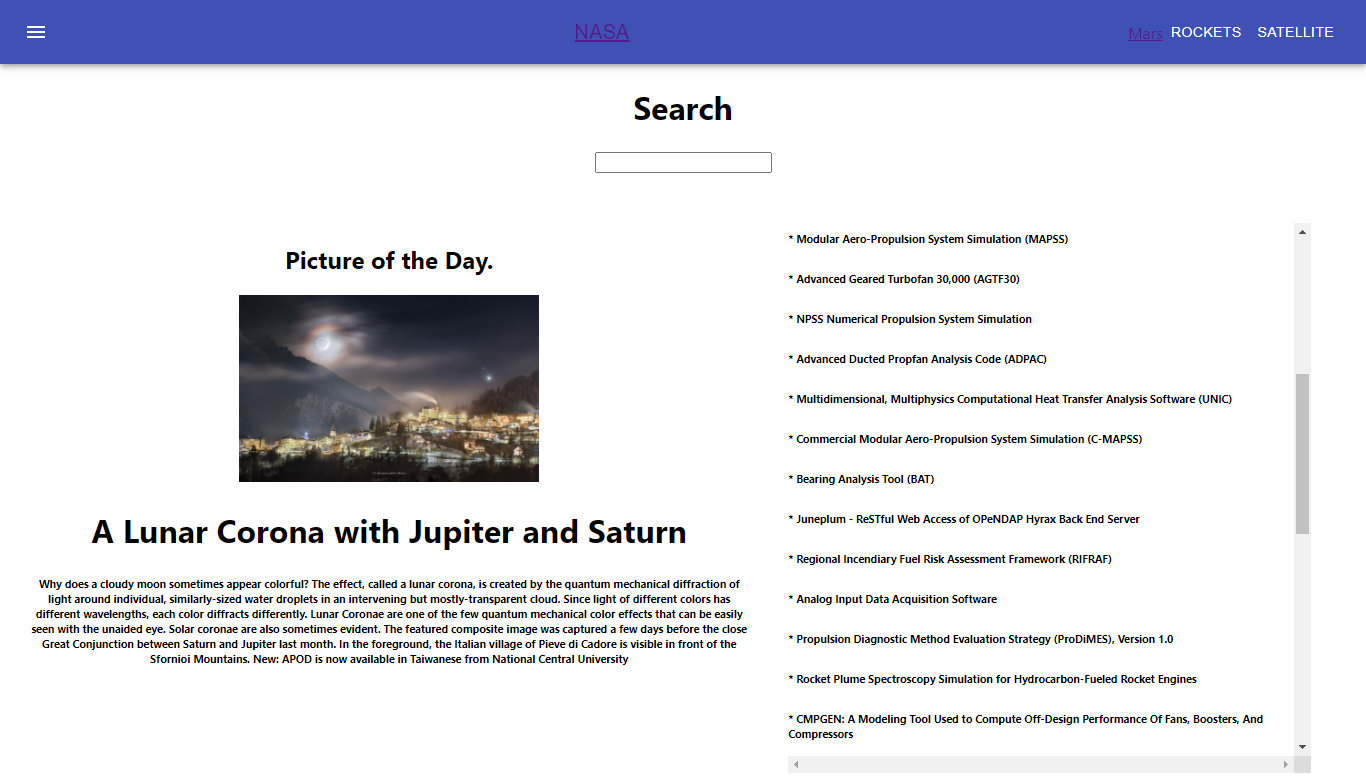 NASA
Mars ROCKETS SATELLITE
Search
Picture of the Day.
A Lunar Corona with Jupiter and Saturn
Why does a cloudy moon sometimes appear colorful? The effect, called a lunar corona, is created by the quantum mechanical diffraction of
light around individual, similarly-sized water droplets in an intervening but mostly-transparent cloud. Since light of different colors has
different wavelengths, each color diffracts differently. Lunar Coronae are one of the few quantum mechanical color effects that can be easily
seen with the unaided eye. Solar coronae are also sometimes evident. The featured composite image was captured a few days before the close
Great Conjunction between Saturn and Jupiter last month. In the foreground, the Italian village of Pieve di Cadore is visible in front of the
Sfornioi Mountains. New: APOD is now available in Taiwanese from National Central University
* Modular Aero-Propulsion System Simulation (MAPSS)
* Advanced Geared Turbofan 30,000 (AGTF30)
* NPSS Numerical Propulsion System Simulation
* Advanced Ducted Propfan Analysis Code (ADPAC)
* Multidimensional, Multiphysics Computational Heat Transfer Analysis Software (UNIC)
* Commercial Modular Aero-Propulsion System Simulation (C-MAPSS)
* Bearing Analysis Tool (BAT)
* Juneplum - ReSTful Web Access of OPeNDAP Hyrax Back End Server
* Regional Incendiary Fuel Risk Assessment Framework (RIFRAF)
* Analog Input Data Acquisition Software
* Propulsion Diagnostic Method Evaluation Strategy (ProDiMES), Version 1.0
* Rocket Plume Spectroscopy Simulation for Hydrocarbon-Fueled Rocket Engines
* CMPGEN: A Modeling Tool Used to Compute Off-Design Performance Of Fans, Boosters, And
Compressors